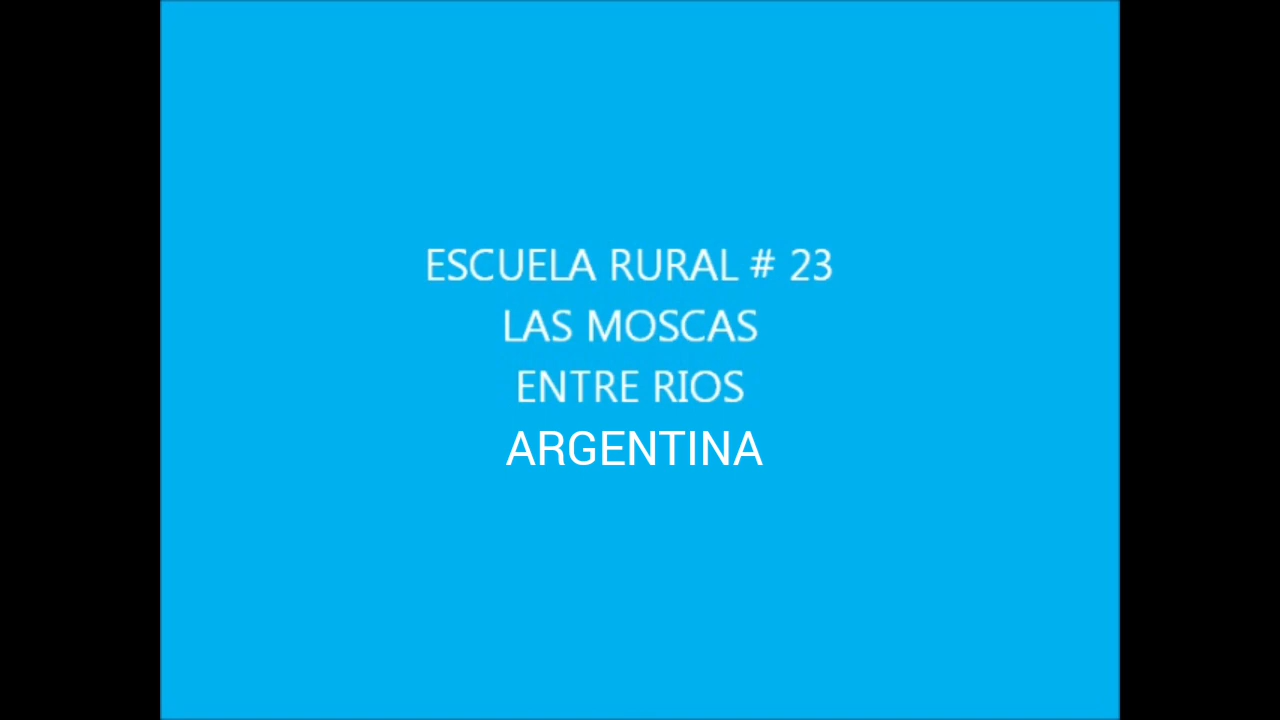 ESCUELA RURAL # 23
LAS MOSCAS
ENTRE RIOS
ARGENTINA